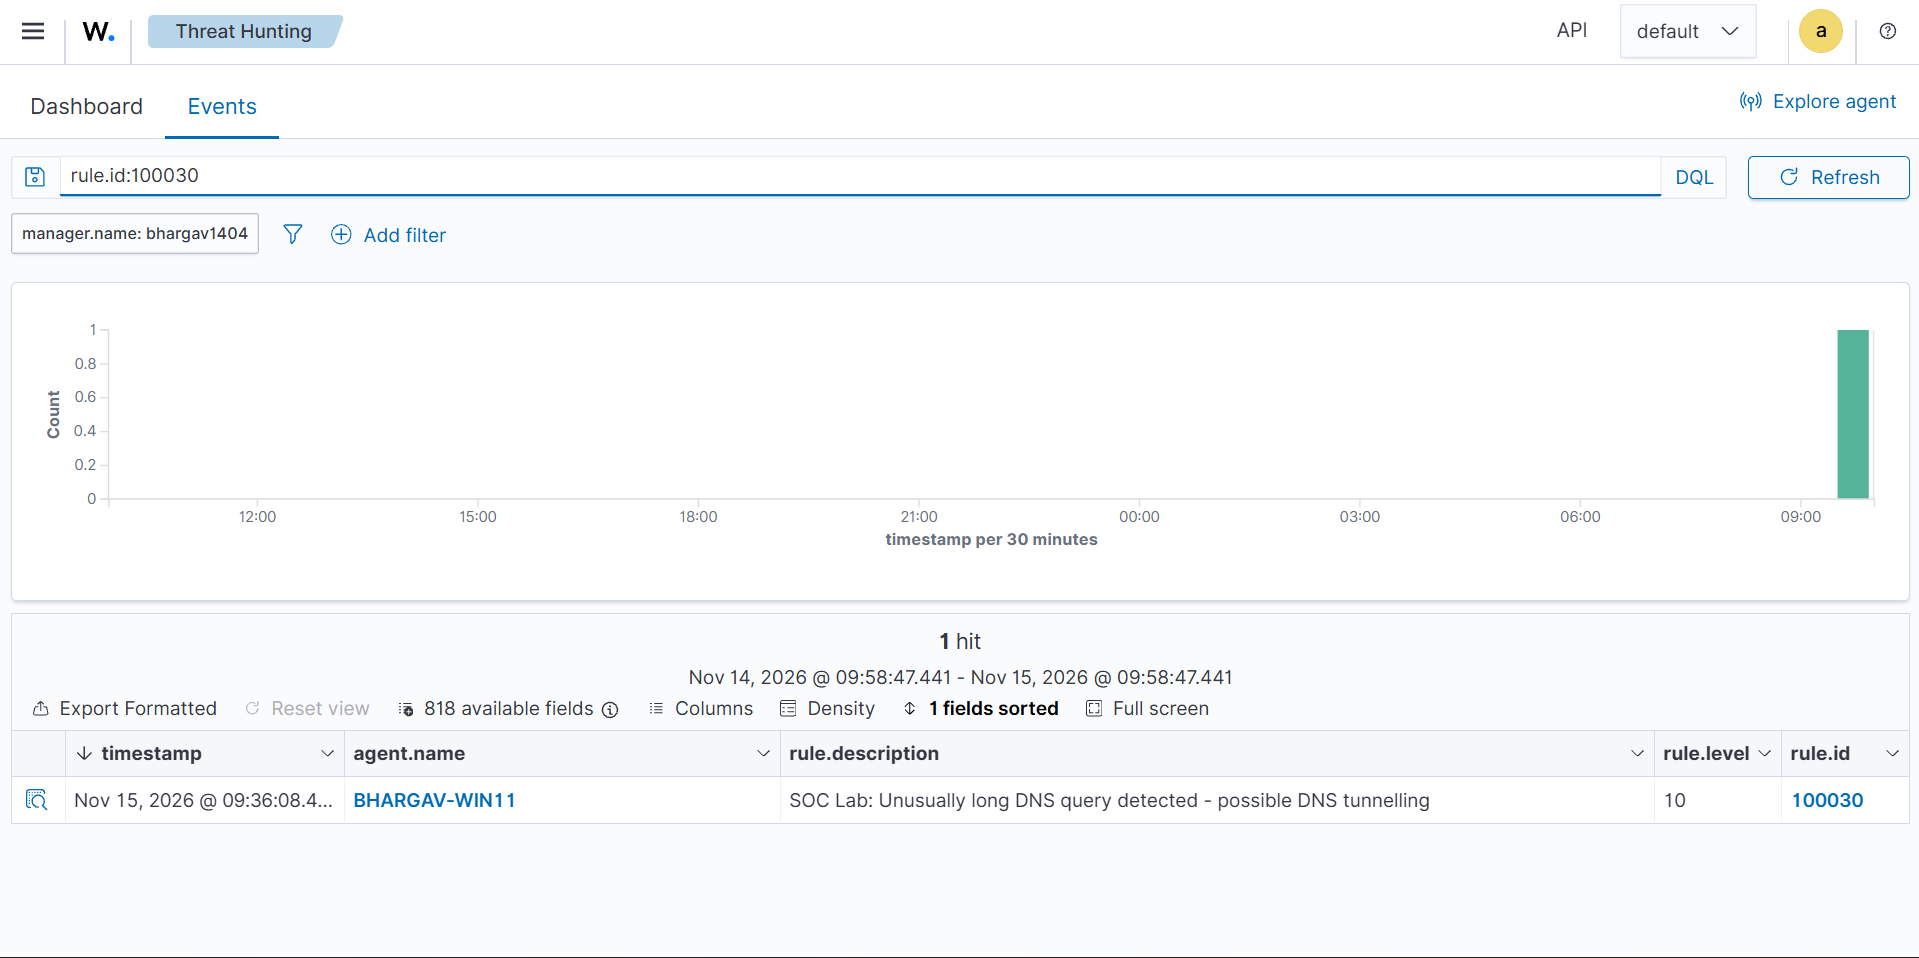 W.
Threat Hunting
API
default
a
Dashboard
Events
Explore agent
rule.id:100030
DQL
Refresh
manager.name: bhargav1404
Add filter
Count
1
0.8
0.6
0.4
0.2
0
12:00
15:00
18:00
21:00
00:00
03:00
06:00
09:00
timestamp per 30 minutes
1 hit
Nov 14, 2026 @ 09:58:47.441 - Nov 15, 2026 @ 09:58:47.441
Export Formatted
Reset view
818 available fields
Columns
Density
1 fields sorted
Full screen
timestamp
agent.name
rule.description
rule.level
rule.id
Nov 15, 2026 @ 09:36:08.4...
BHARGAV-WIN11
SOC Lab: Unusually long DNS query detected - possible DNS tunnelling
10
100030